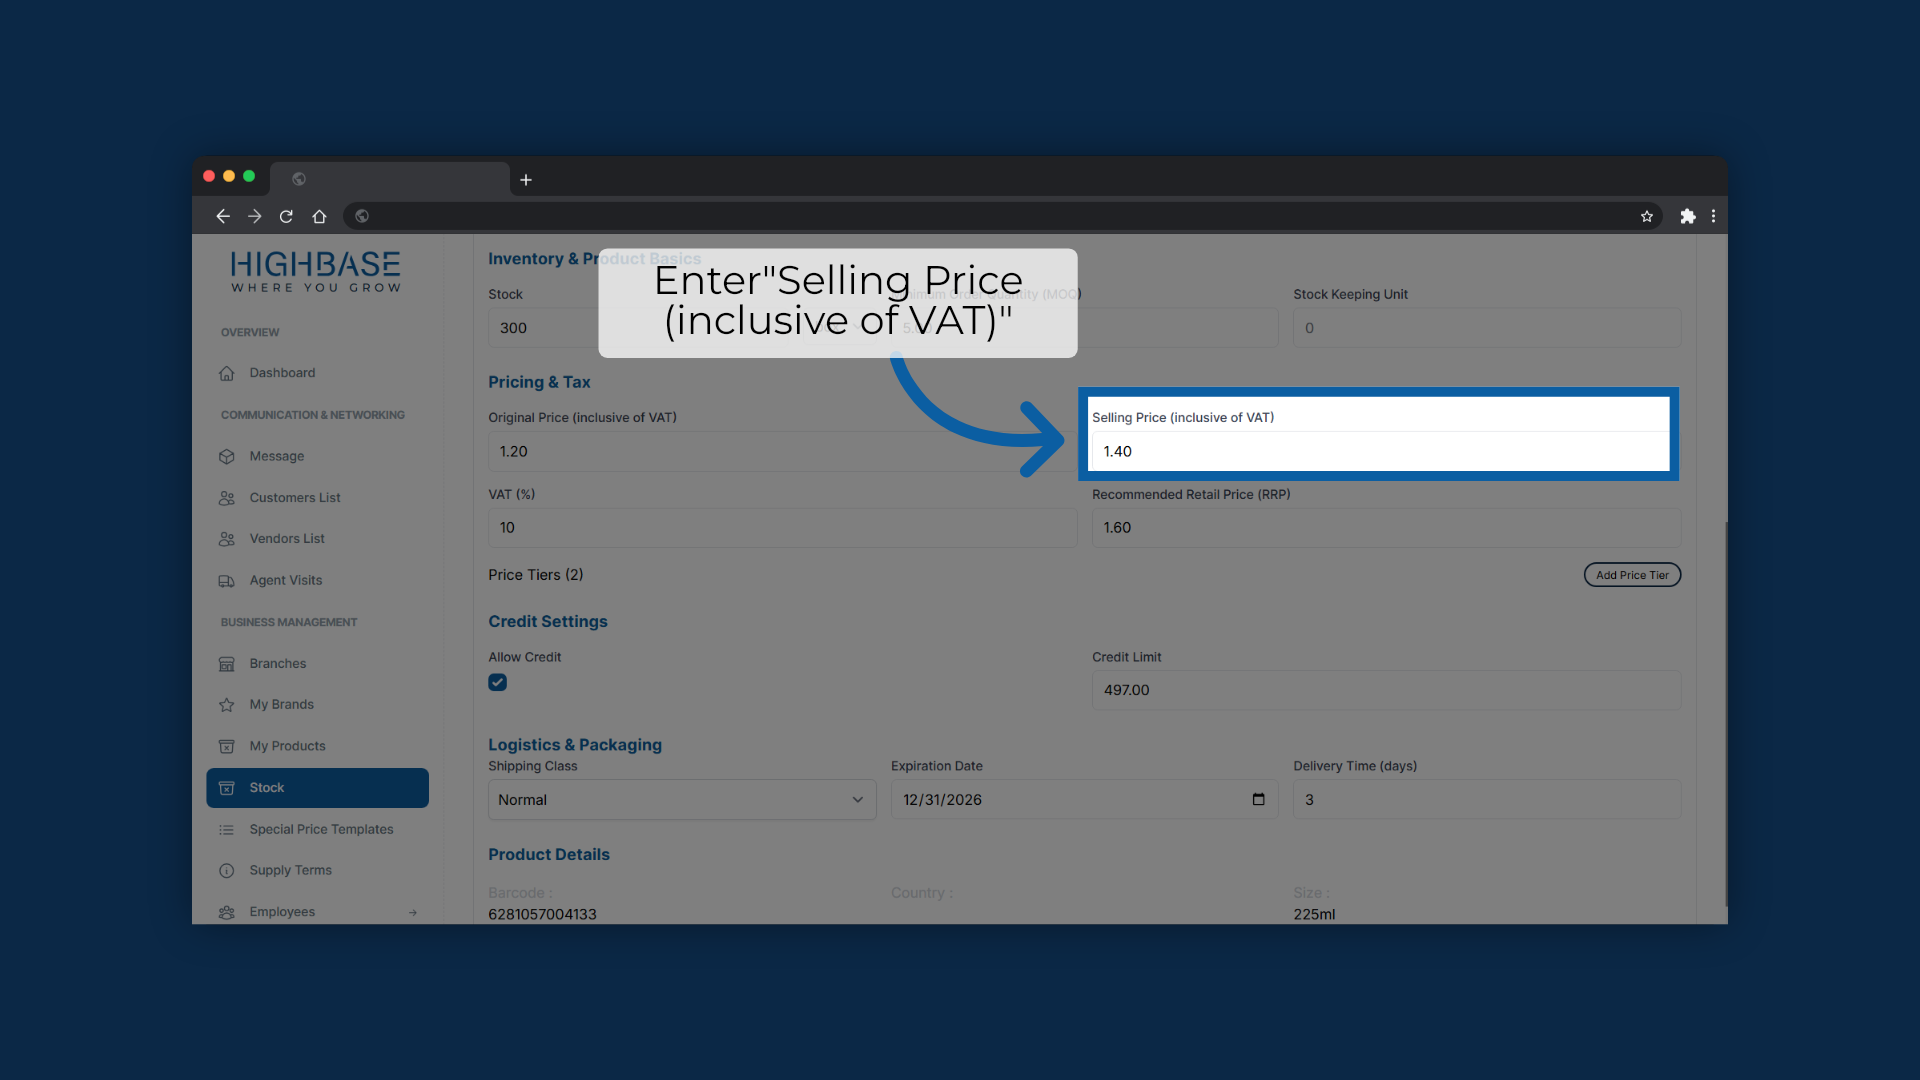 HIGHBASE
WHERE YOU GROW
OVERVIEW
Dashboard
COMMUNICATION & NETWORKING
Message
Customers List
Vendors List
Agent Visits
BUSINESS MANAGEMENT
Branches
My Brands
My Products
Stock
Special Price Templates
Supply Terms
Employees
Enter"Selling Price
(inclusive of VAT)"
Inventory & Product Basics
Stock
300
Minimum Order Quantity (MOQ)
Stock Keeping Unit
0
Pricing & Tax
Original Price (inclusive of VAT)
1.20
Selling Price (inclusive of VAT)
1.40
VAT (%)
10
Recommended Retail Price (RRP)
1.60
Price Tiers (2)
Add Price Tier
Credit Settings
Allow Credit
Credit Limit
497.00
Logistics & Packaging
Shipping Class
Normal
Expiration Date
12/31/2026
Delivery Time (days)
3
Product Details
Barcode :
6281057004133
Country :
Size :
225ml